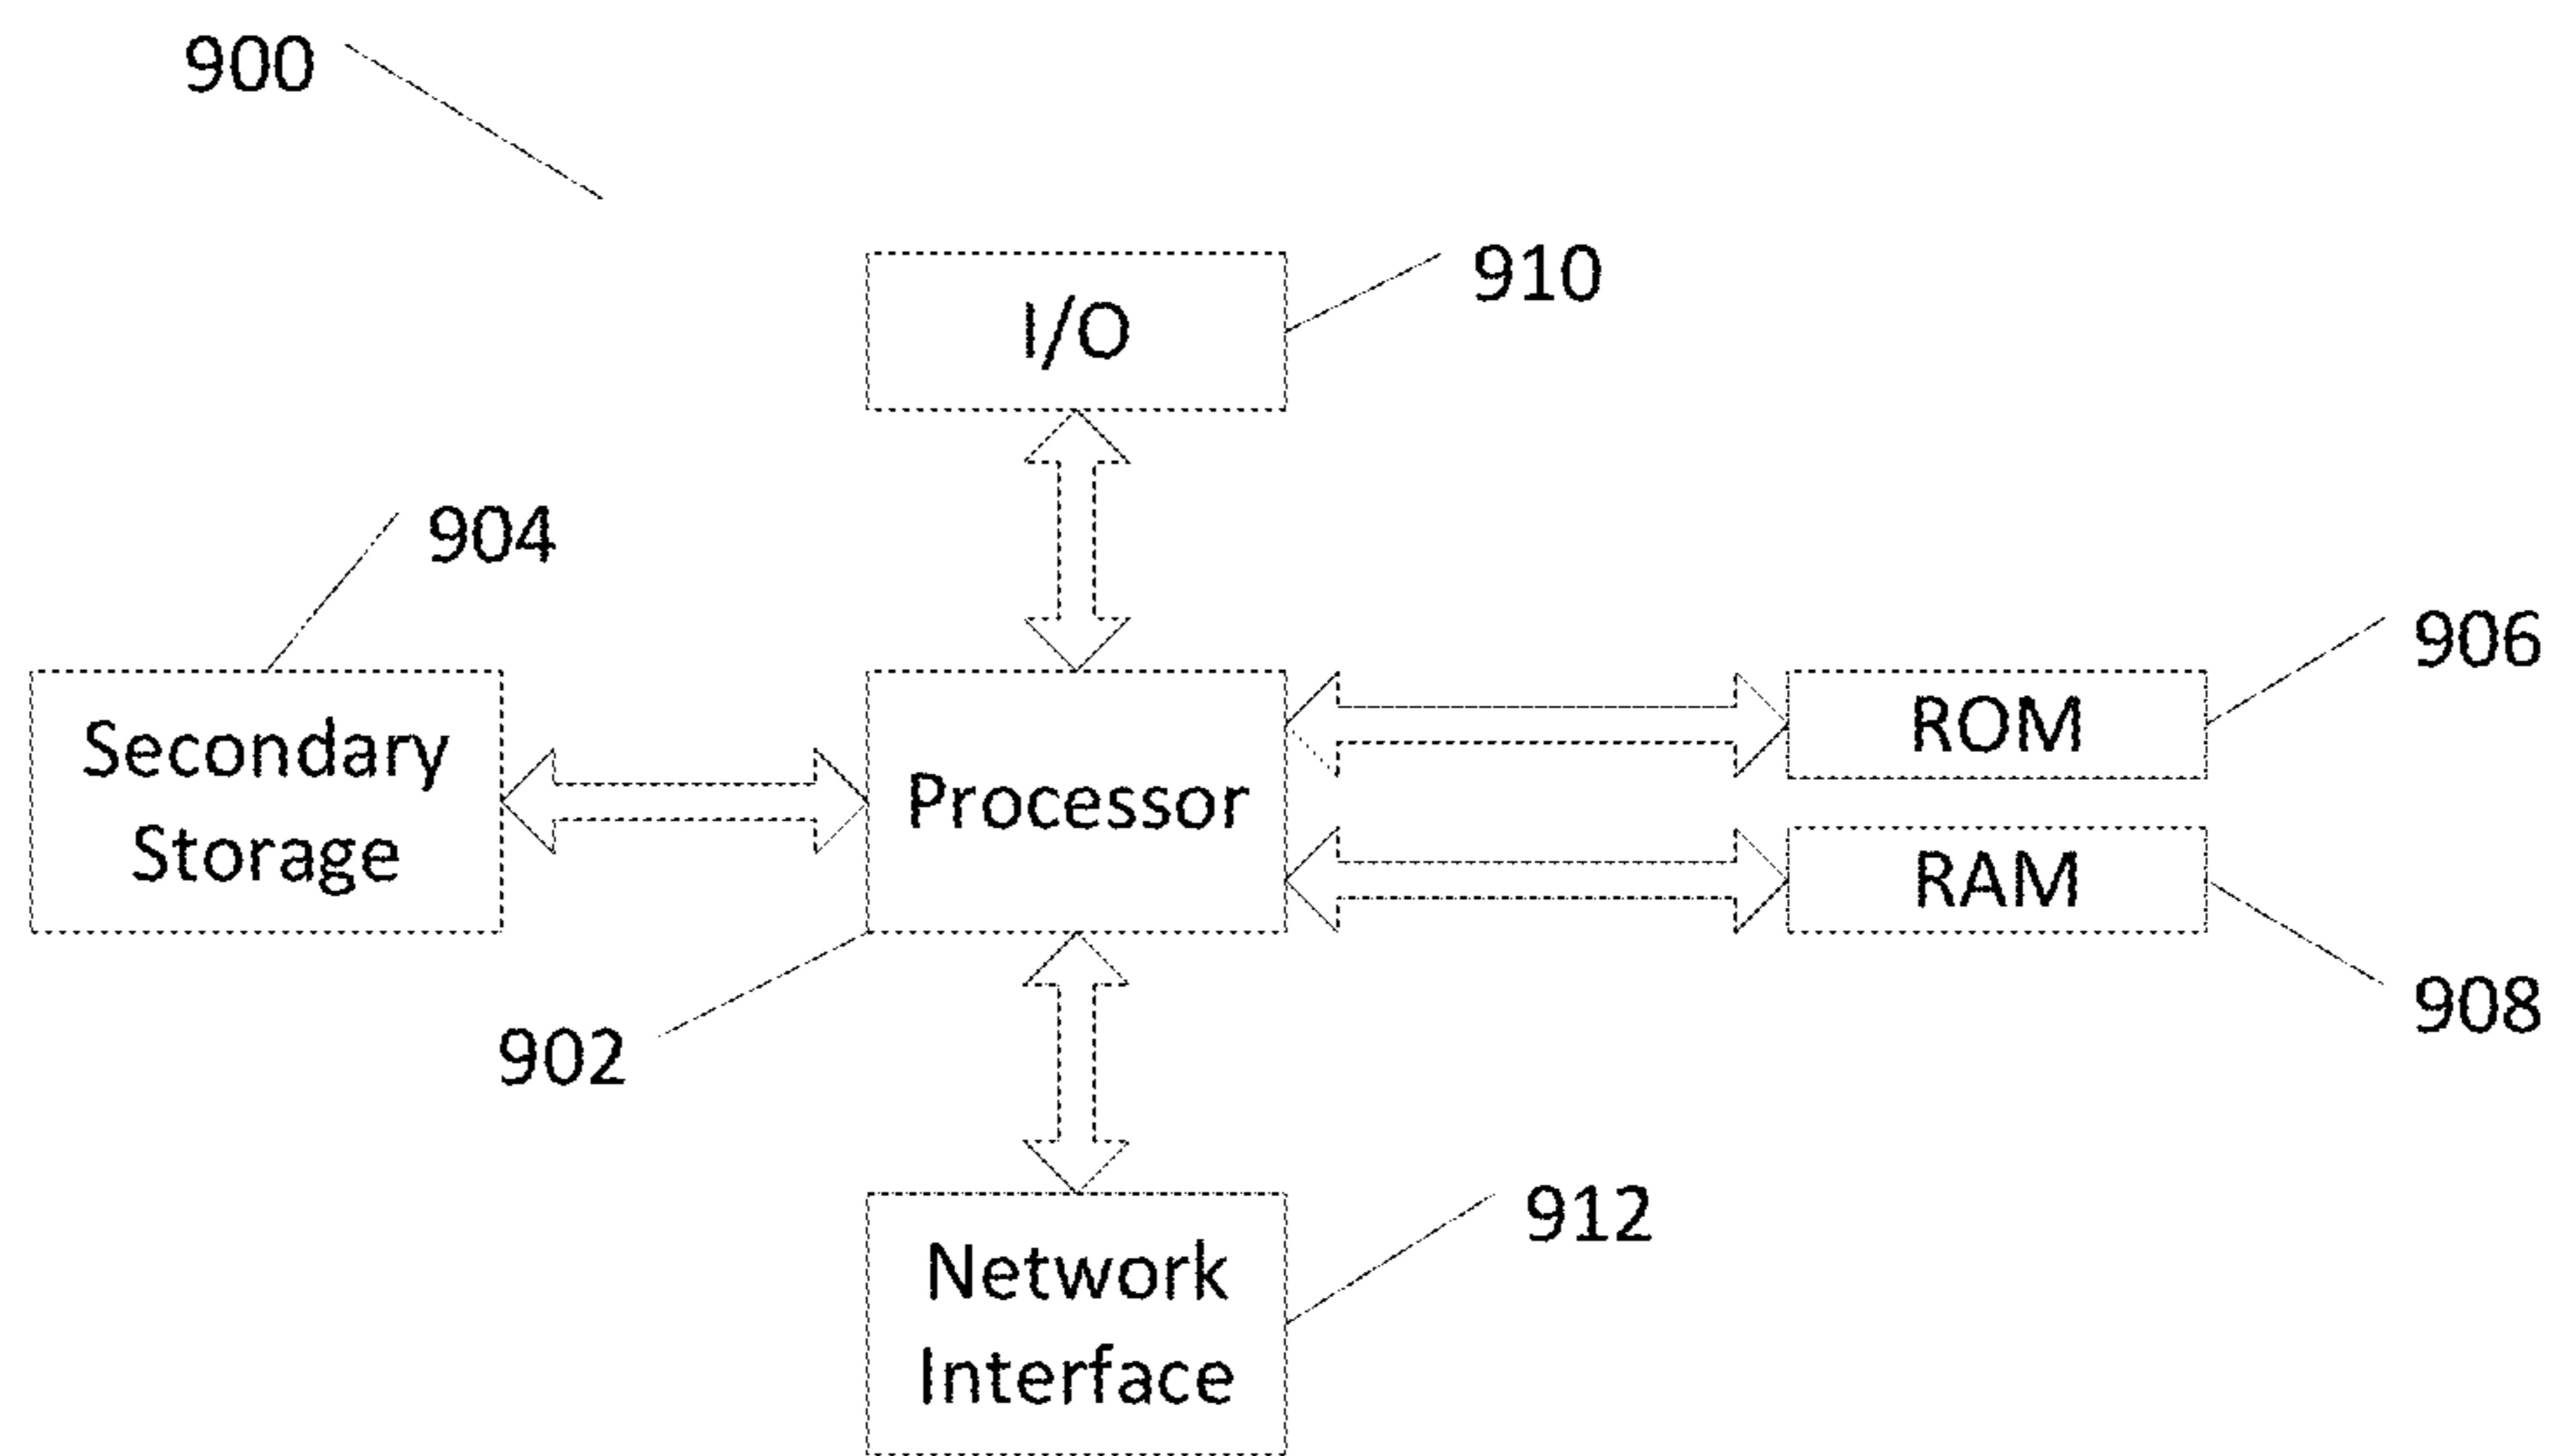 900
910
I/O
904
906
Secondary
Storage
Processor
ROM
RAM
902
908
912
Network
Interface